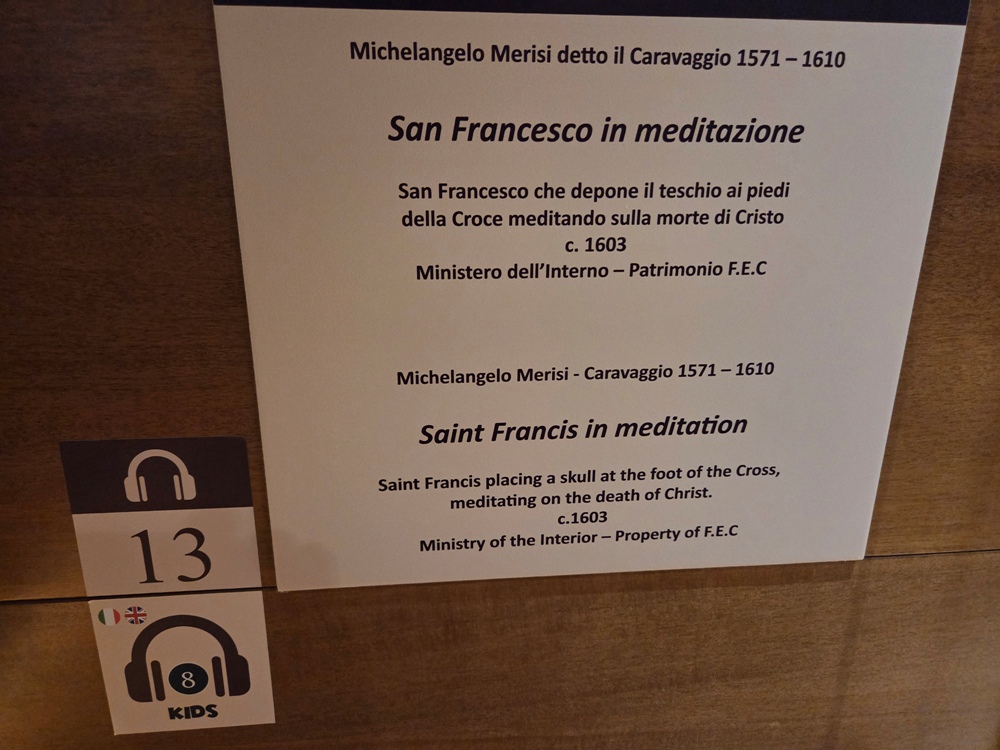 Michelangelo Merisi detto il Caravaggio 1571 – 1610
San Francesco in meditazione
San Francesco che depone il teschio ai piedi
della Croce meditando sulla morte di Cristo
c. 1603
Ministero dell'Interno – Patrimonio F.E.C
Michelangelo Merisi - Caravaggio 1571 – 1610
Saint Francis in meditation
Saint Francis placing a skull at the foot of the Cross,
meditating on the death of Christ.
c.1603
Ministry of the Interior – Property of F.E.C
13
8
KIDS